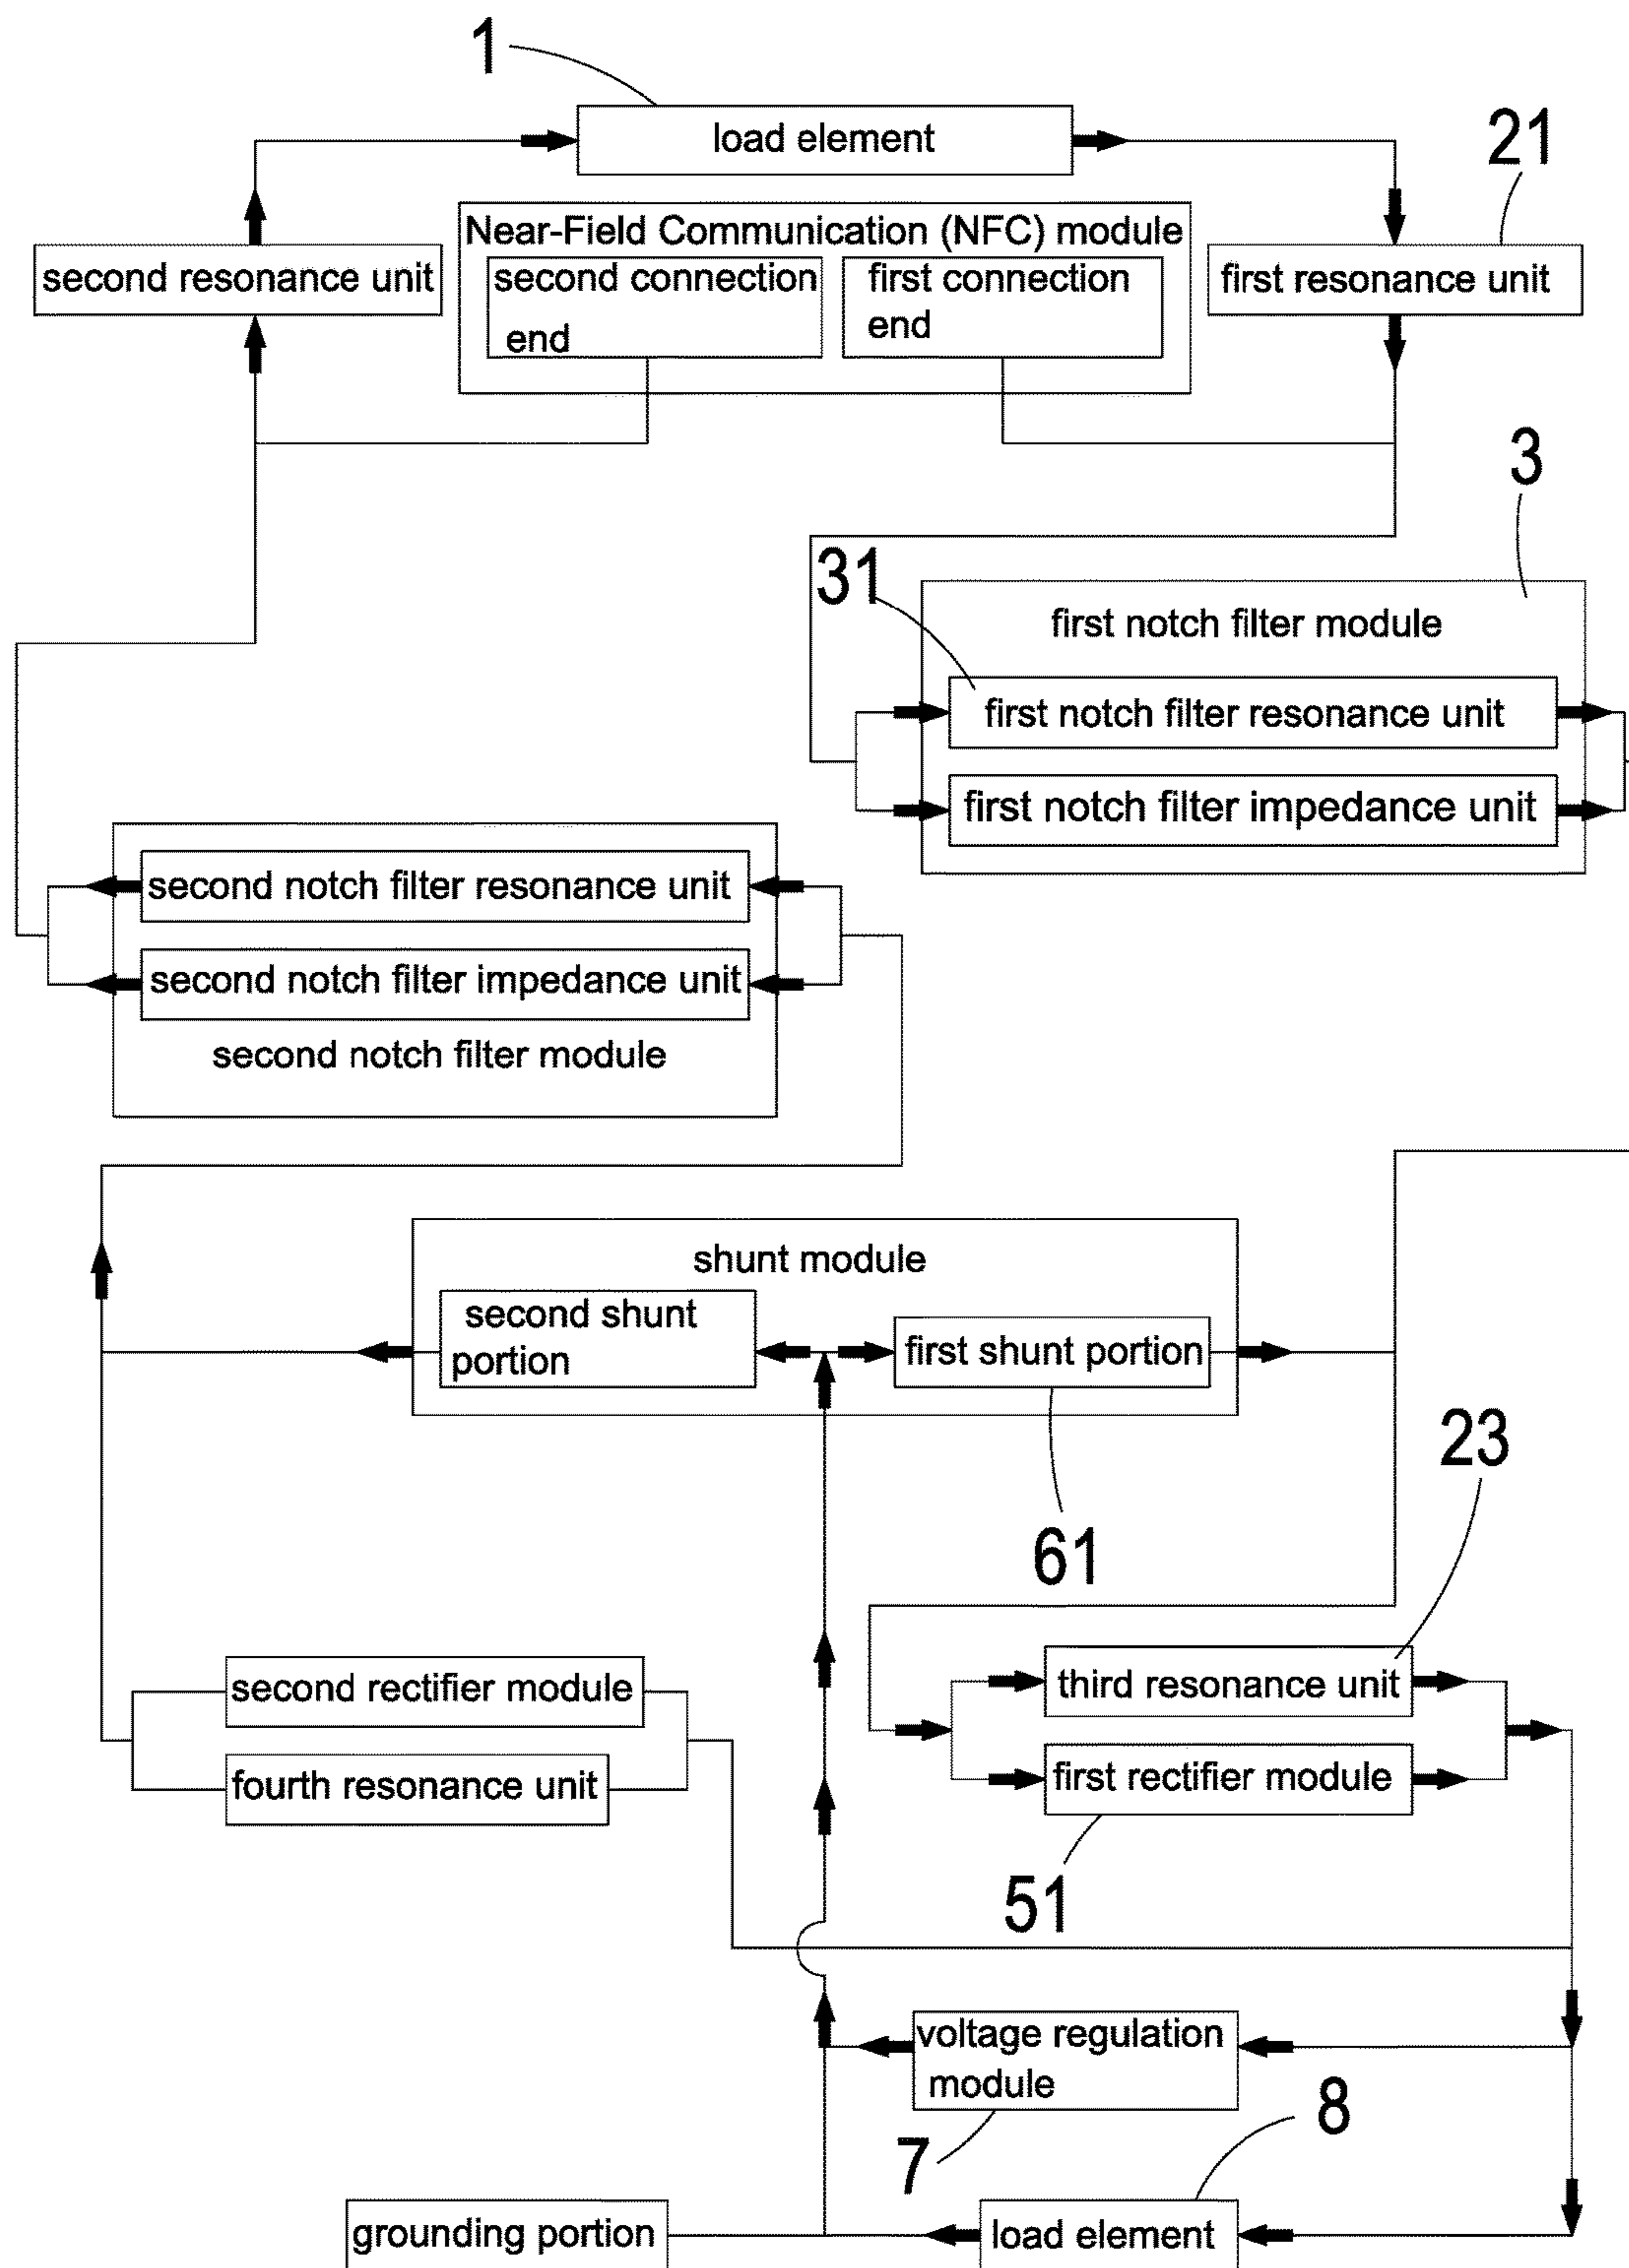 1
load element
21
Near-Field Communication (NFC) module
second resonance unit
second connection
end
first connection
end
first resonance unit
3
31
first notch filter module
first notch filter resonance unit
first notch filter impedance unit
second notch filter resonance unit
second notch filter impedance unit
second notch filter module
shunt module
second shunt
portion
first shunt portion
23
61
second rectifier module
third resonance unit
fourth resonance unit
first rectifier module
51
voltage regulation
module
8
7
grounding portion
load element